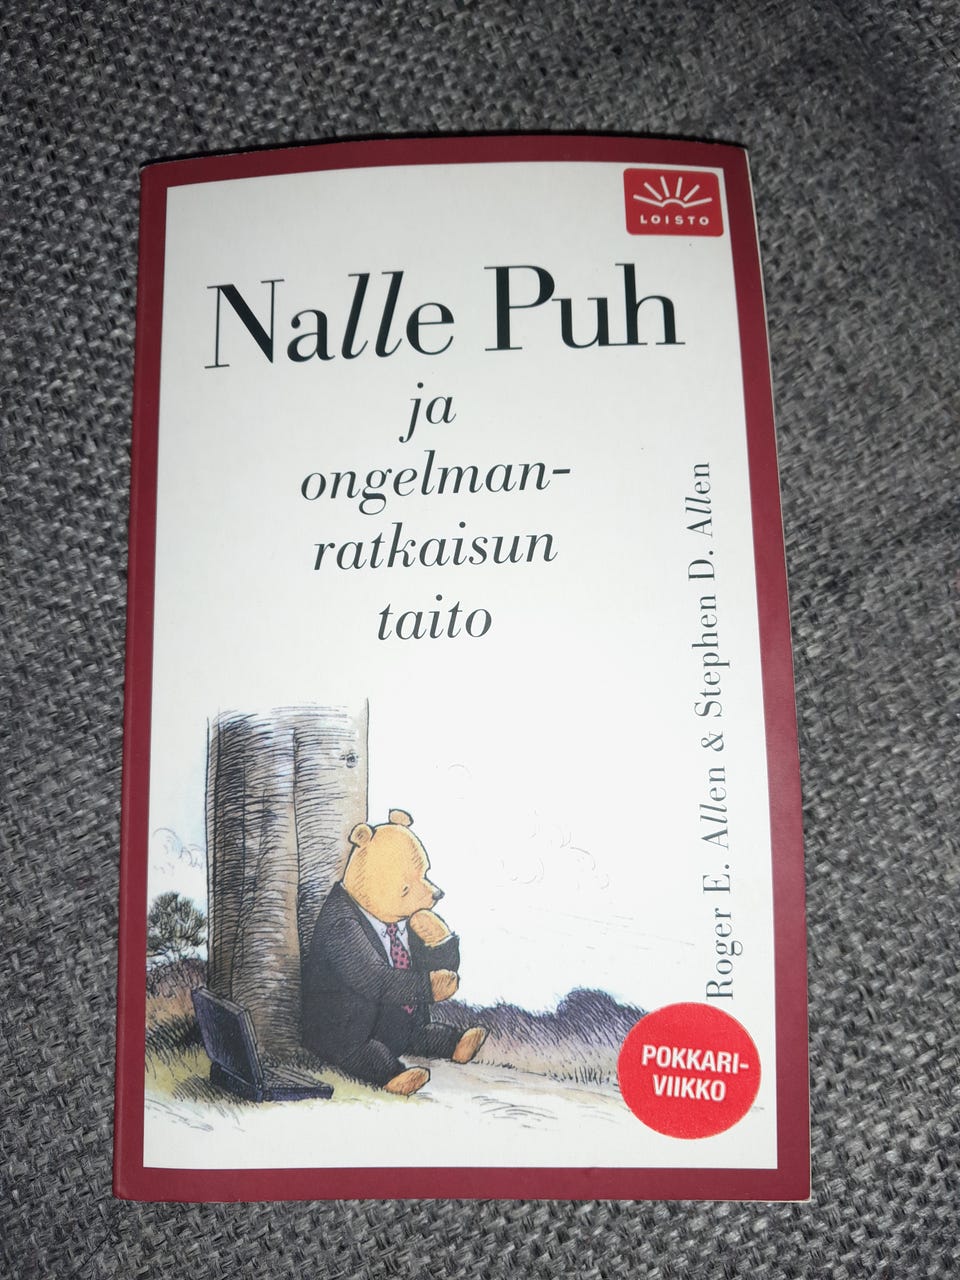 LOISTO
Nalle Puh
ja
ongelman-
ratkaisun
taito
Roger E. Allen & Stephen D. Allen
POKKARI-
VIIKKO